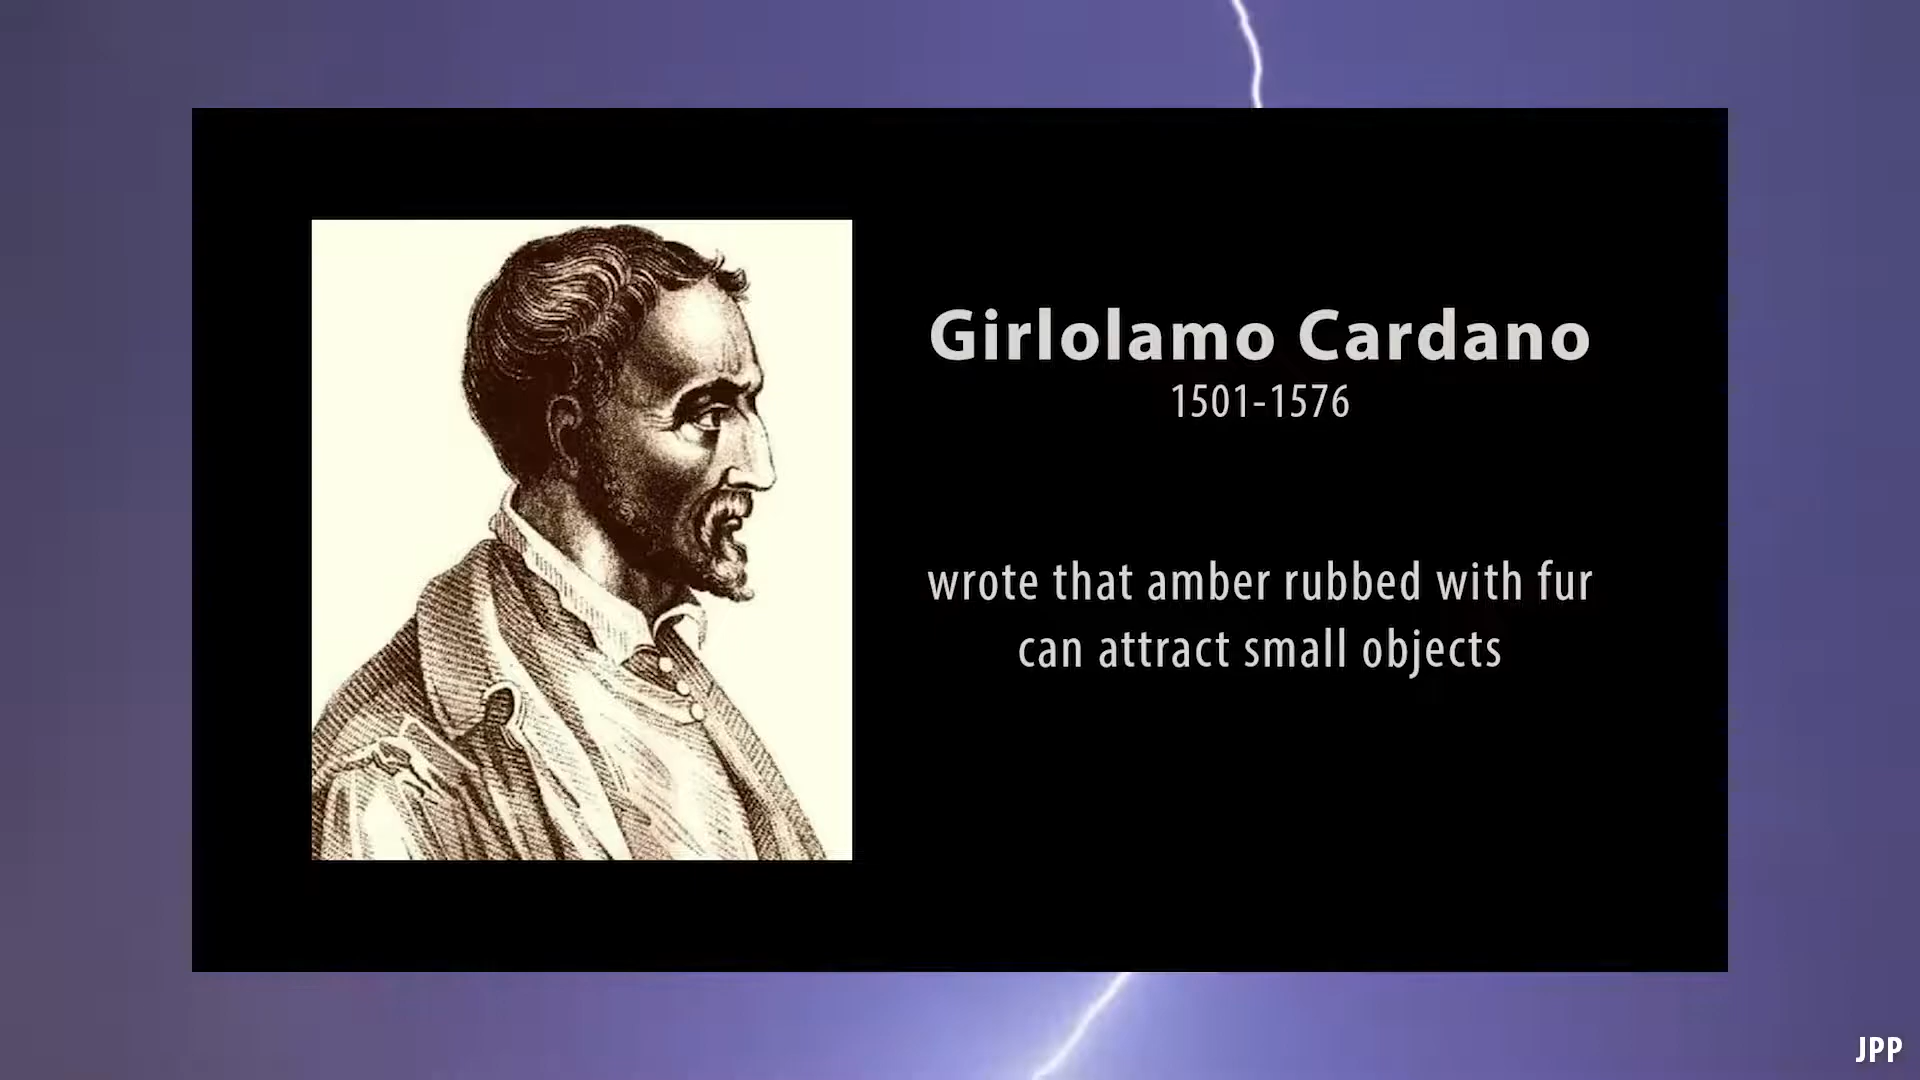 Girlolamo Cardano
1501-1576
wrote that amber rubbed with fur
can attract small objects
JPP